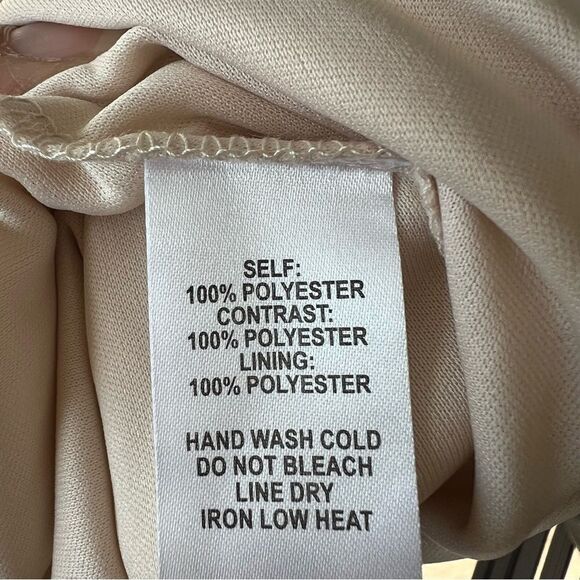 SELF:
100% POLYESTER
CONTRAST:
100% POLYESTER
LINING:
100% POLYESTER
HAND WASH COLD
DO NOT BLEACH
LINE DRY
IRON LOW HEAT